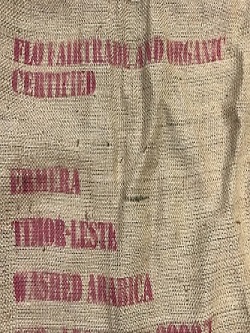 FLO FAIRTRADE AND ORGANIC
CERTIFIED
ERMERA
TIMOR-LESTE
WASHED ARABICA